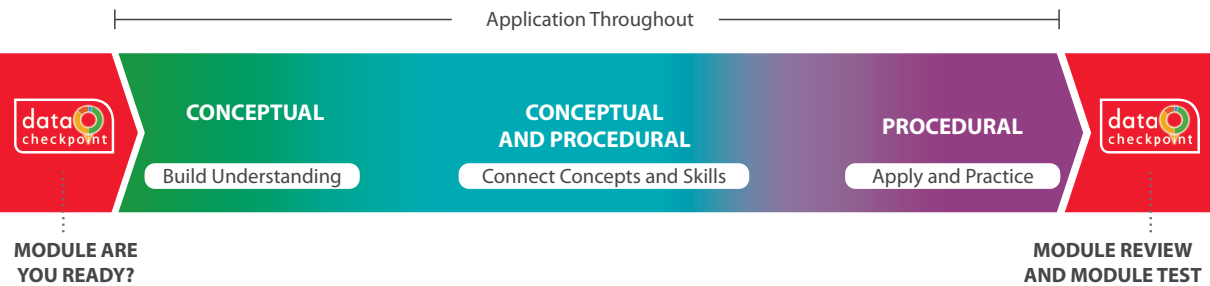 Application Throughout
data
checkpoint
CONCEPTUAL
Build Understanding
CONCEPTUAL
AND PROCEDURAL
Connect Concepts and Skills
PROCEDURAL
Apply and Practice
data
checkpoint
MODULE ARE
YOU READY?
MODULE REVIEW
AND MODULE TEST